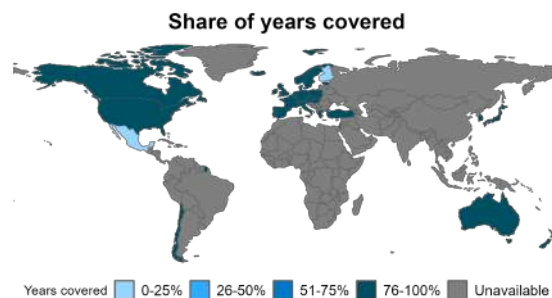 Share of years covered
Years covered 0-25% 26-50% 51-75% 76-100% Unavailable